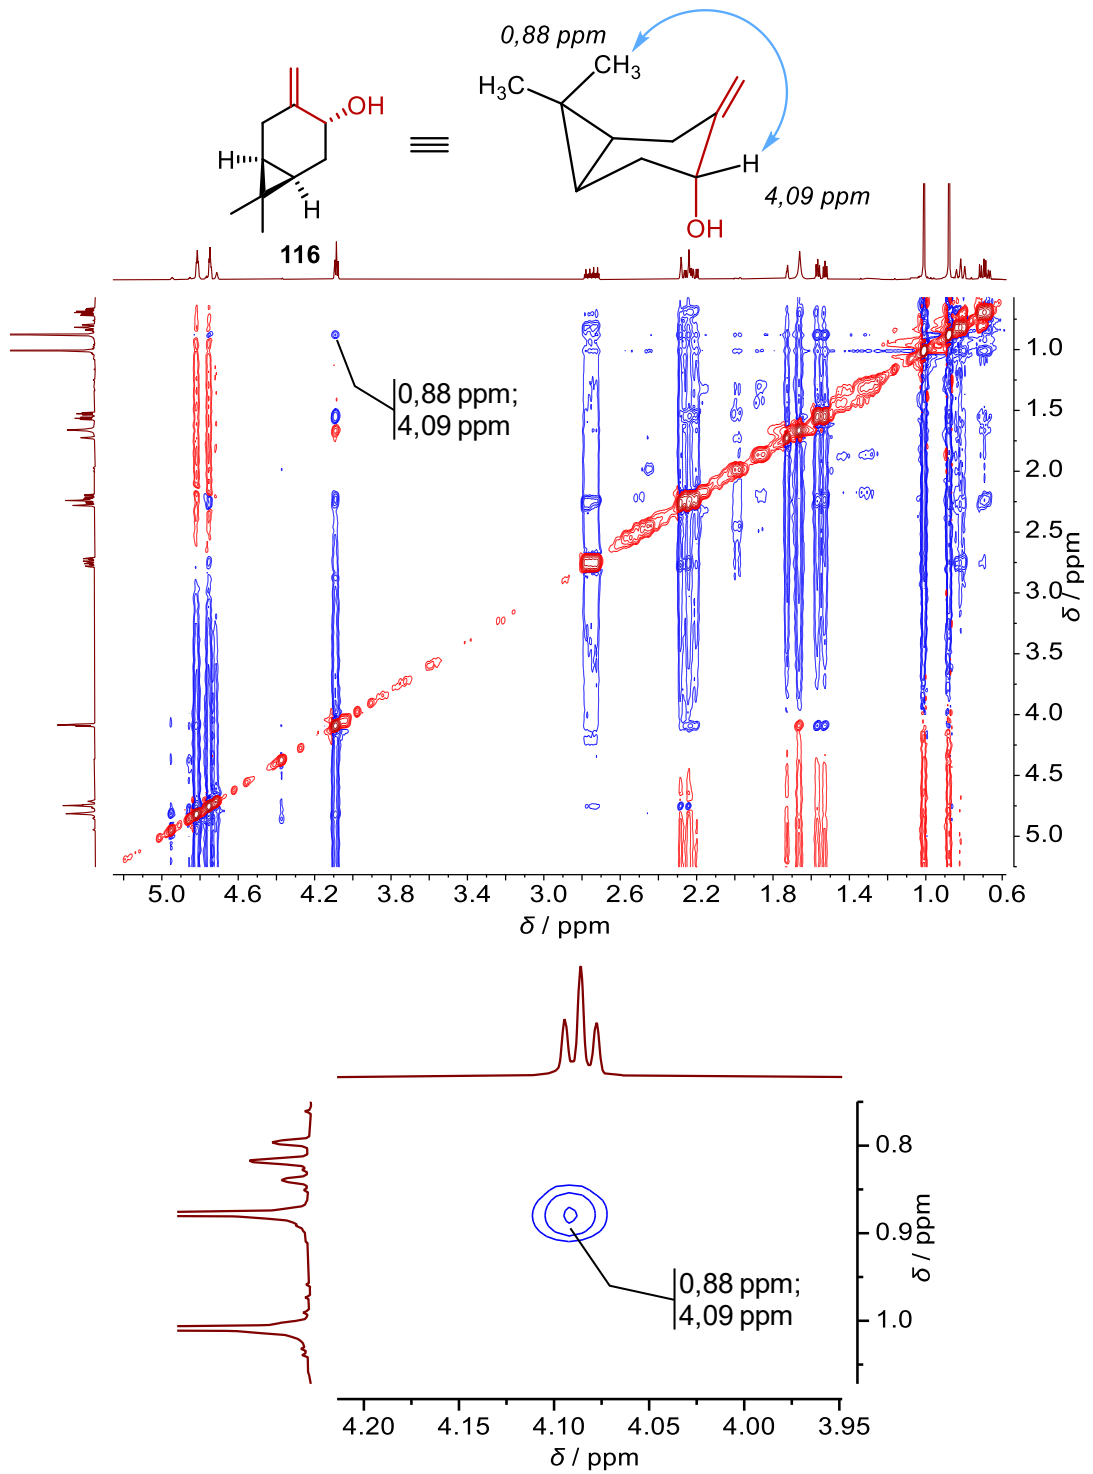 0,88 ppm
CH3
H3C
OH
H
H
H
4,09 ppm
OH
116
0,88 ppm;
4,09 ppm
1.0
1.5
2.0
2.5
3.0
3.5
4.0
4.5
5.0
δ / ppm
5.0 4.6 4.2 3.8 3.4 3.0 2.6 2.2 1.8 1.4 1.0 0.6
δ / ppm
0.8
0.9
1.0
δ / ppm
0,88 ppm;
4,09 ppm
4.20 4.15 4.10 4.05 4.00 3.95
δ / ppm